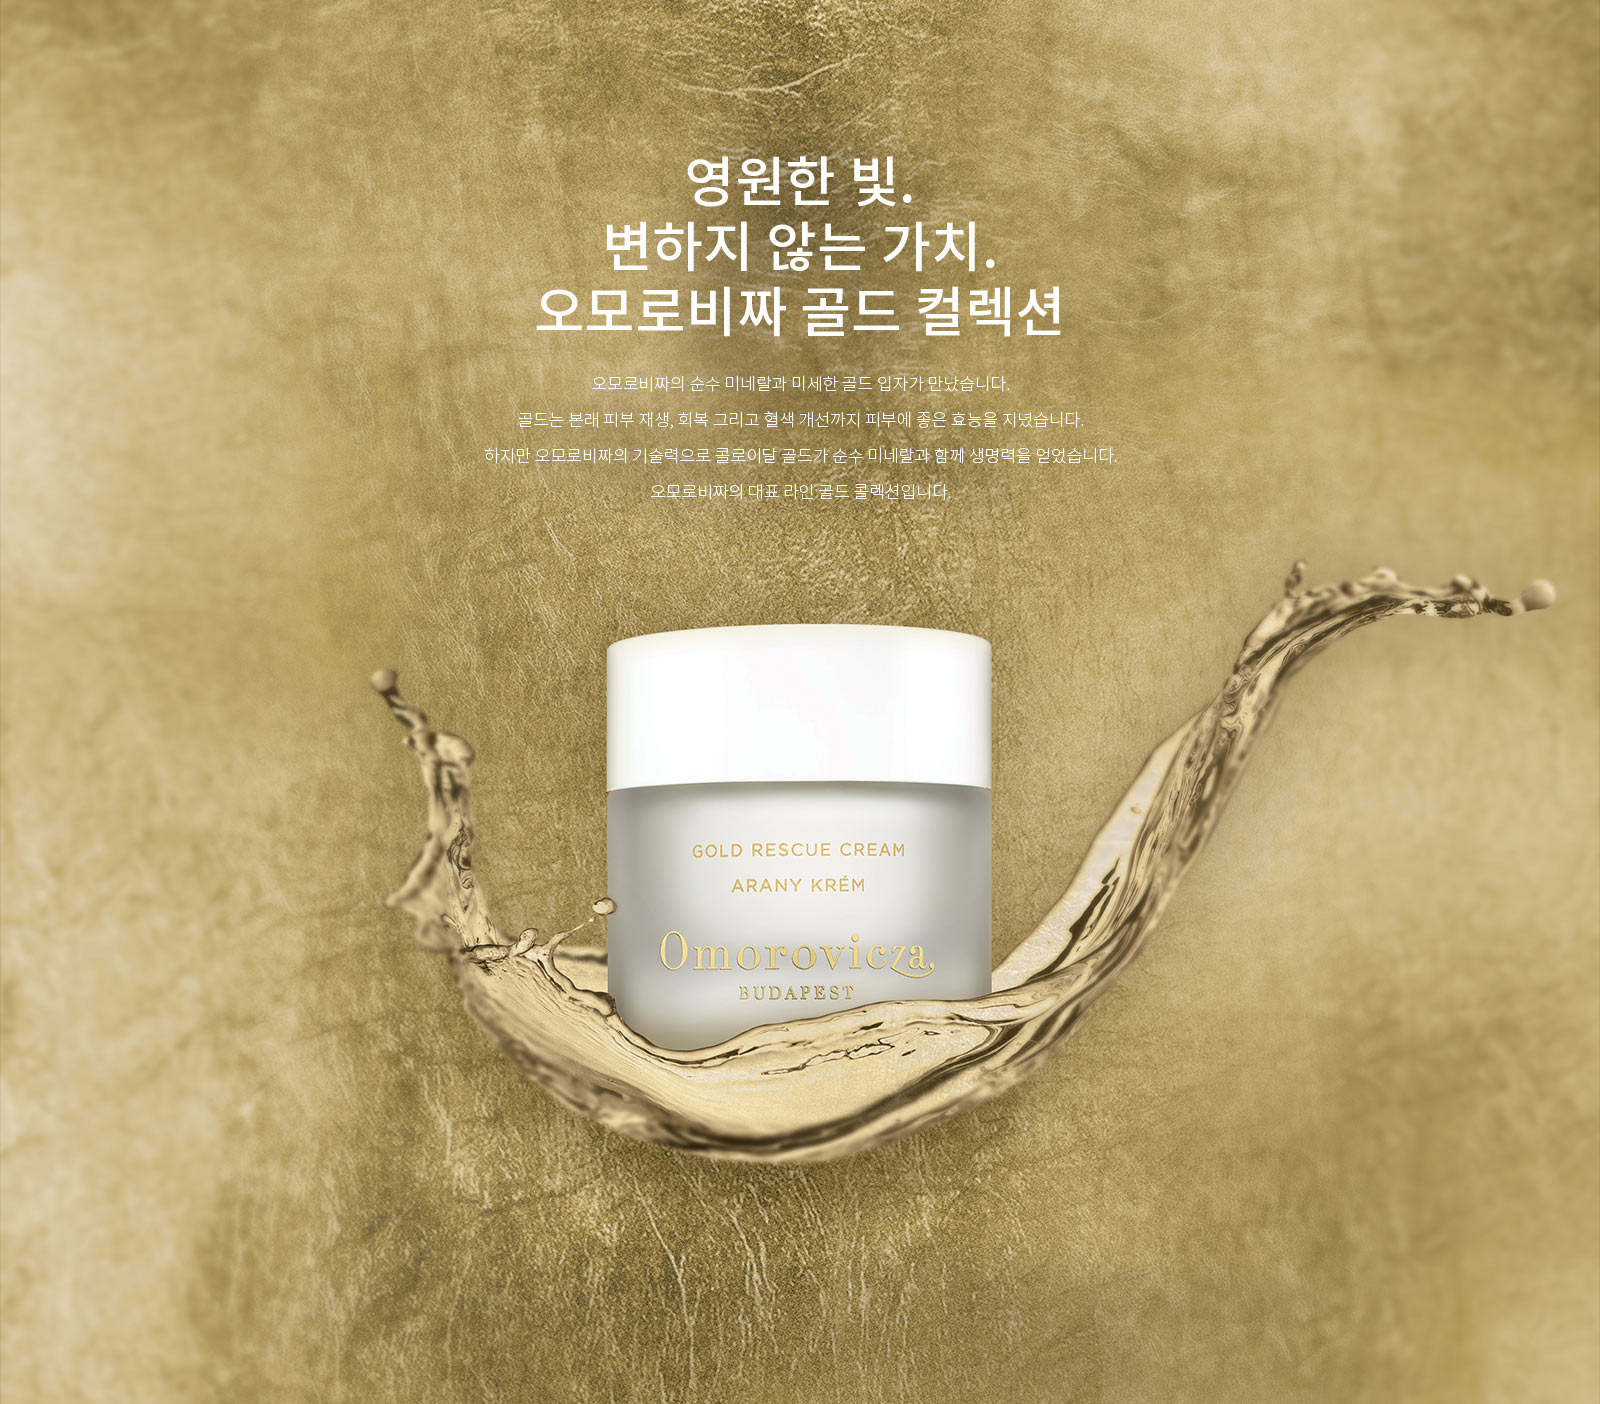 영원한 빛.
변하지 않는 가치.
오모로비짜 골드 컬렉션
오모로비짜의 순수 미네랄과 미세한 골드 입자가 만났습니다.
골드는 본래 피부 재생, 회복 그리고 혈색 개선까지 피부에 좋은 효능을 지녔습니다.
하지만 오모로비짜의 기술력으로 콜로이달 골드가 순수 미네랄과 함께 생명력을 얻었습니다.
오모로비짜의 대표 라인 골드 콜렉션입니다.
GOLD RESCUE CREAM
ARANY KRÉM
Omorovicza
BUDAPEST